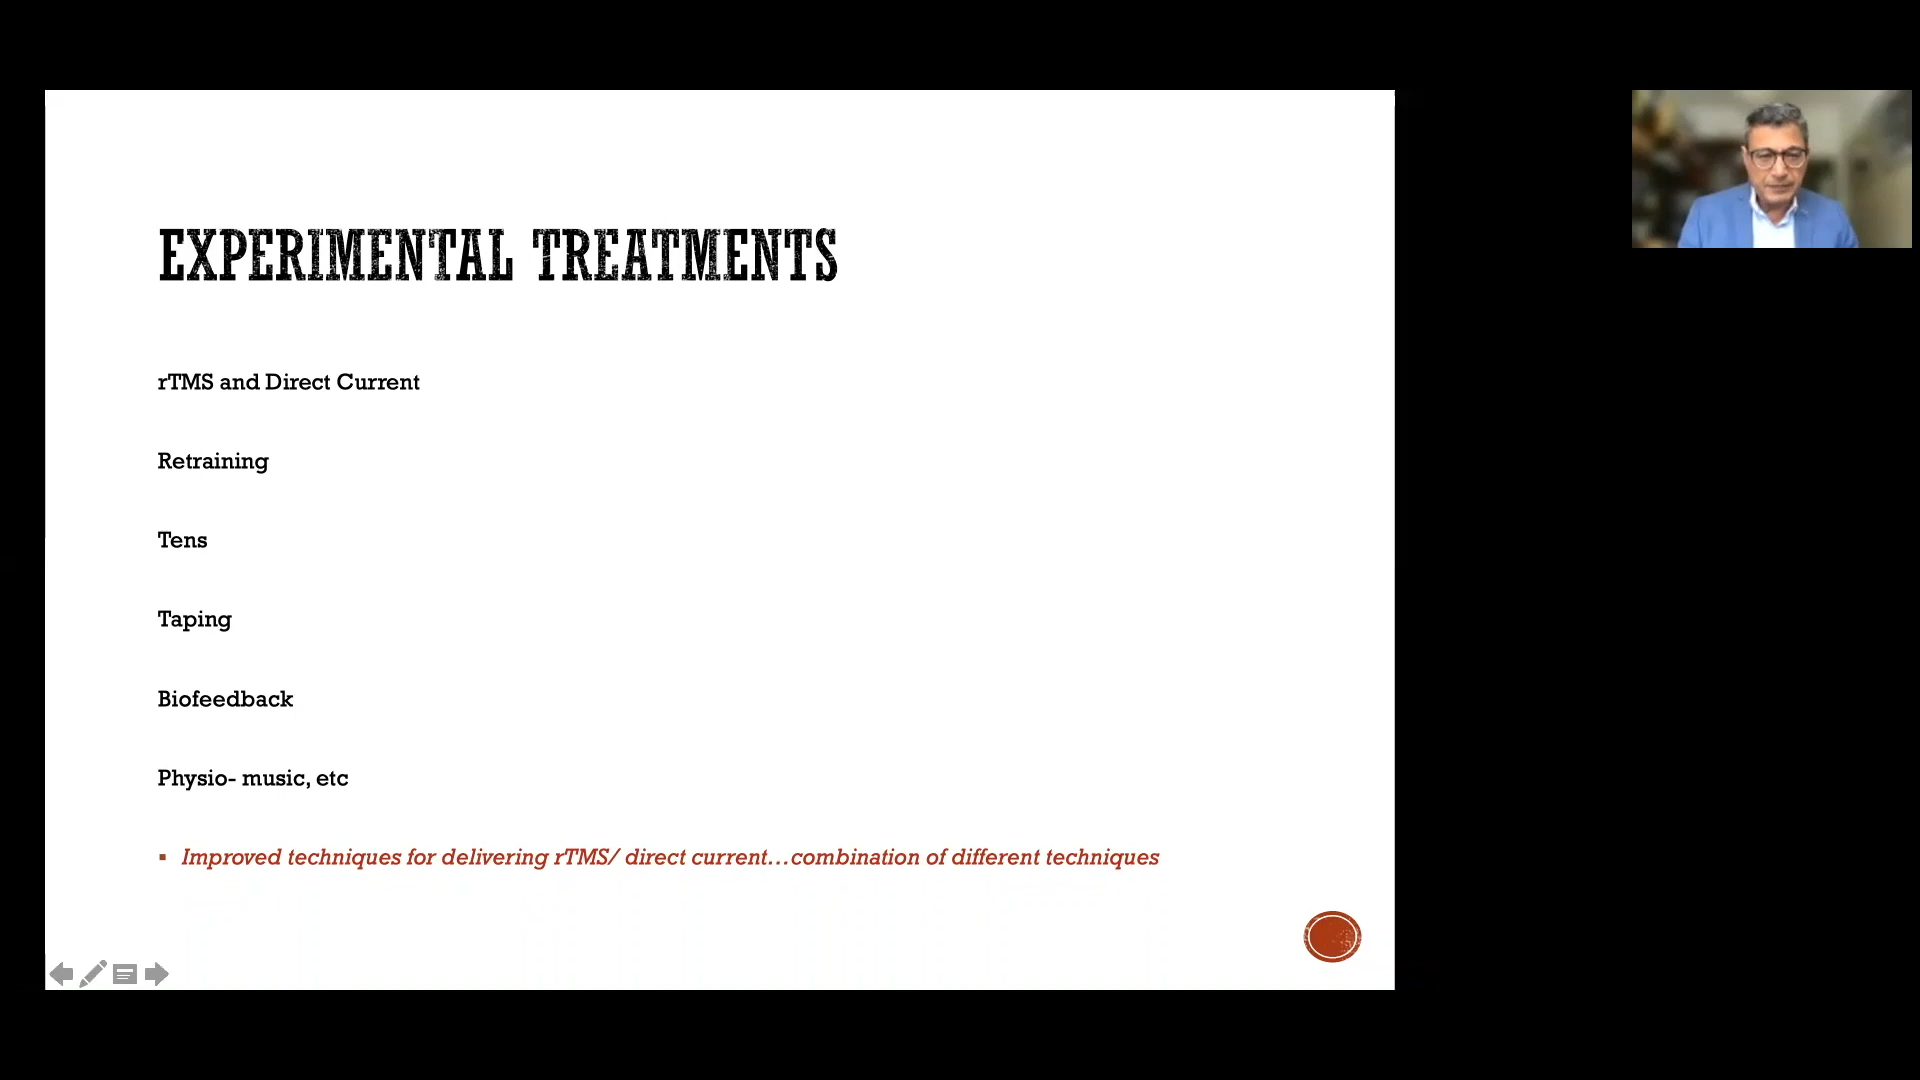 EXPERIMENTAL TREATMENTS
rTMS and Direct Current
Retraining
Tens
Taping
Biofeedback
Physio- music, etc
▪ Improved techniques for delivering rTMS/ direct current...combination of different techniques